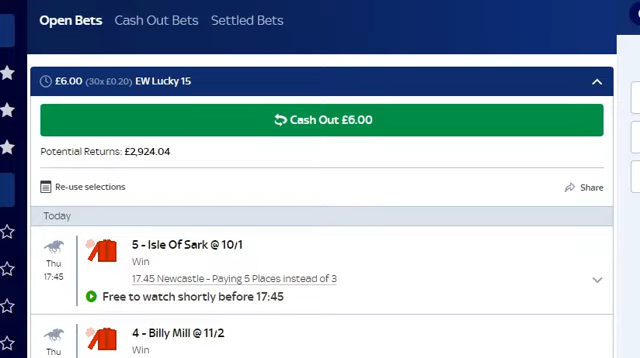 Open Bets Cash Out Bets Settled Bets
£6.00 (30x £0.20) EW Lucky 15
Cash Out £6.00
Potential Returns: £2,924.04
Re-use selections Share
Today
5 - Isle Of Sark @ 10/1
Win
Thu
17:45
17.45 Newcastle - Paying 5 Places instead of 3
Free to watch shortly before 17:45
4 - Billy Mill @ 11/2
Thu
Win